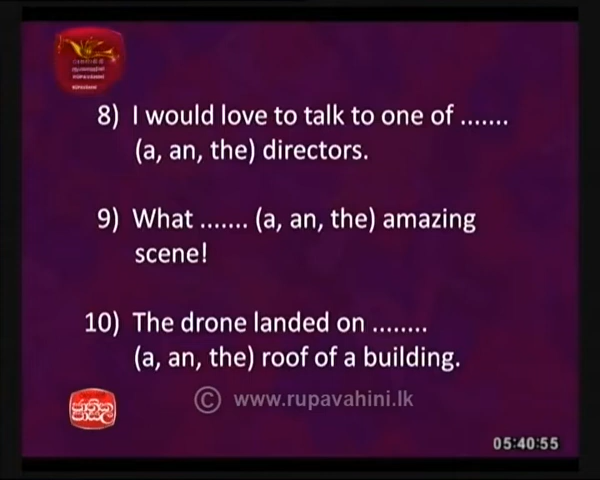 8) I would love to talk to one of .......
(a, an, the) directors.
9) What ....... (a, an, the) amazing
scene!
10) The drone landed on ........
(a, an, the) roof of a building.
© www.rupavahini.lk
ජාතික
පාසල
05:40:55